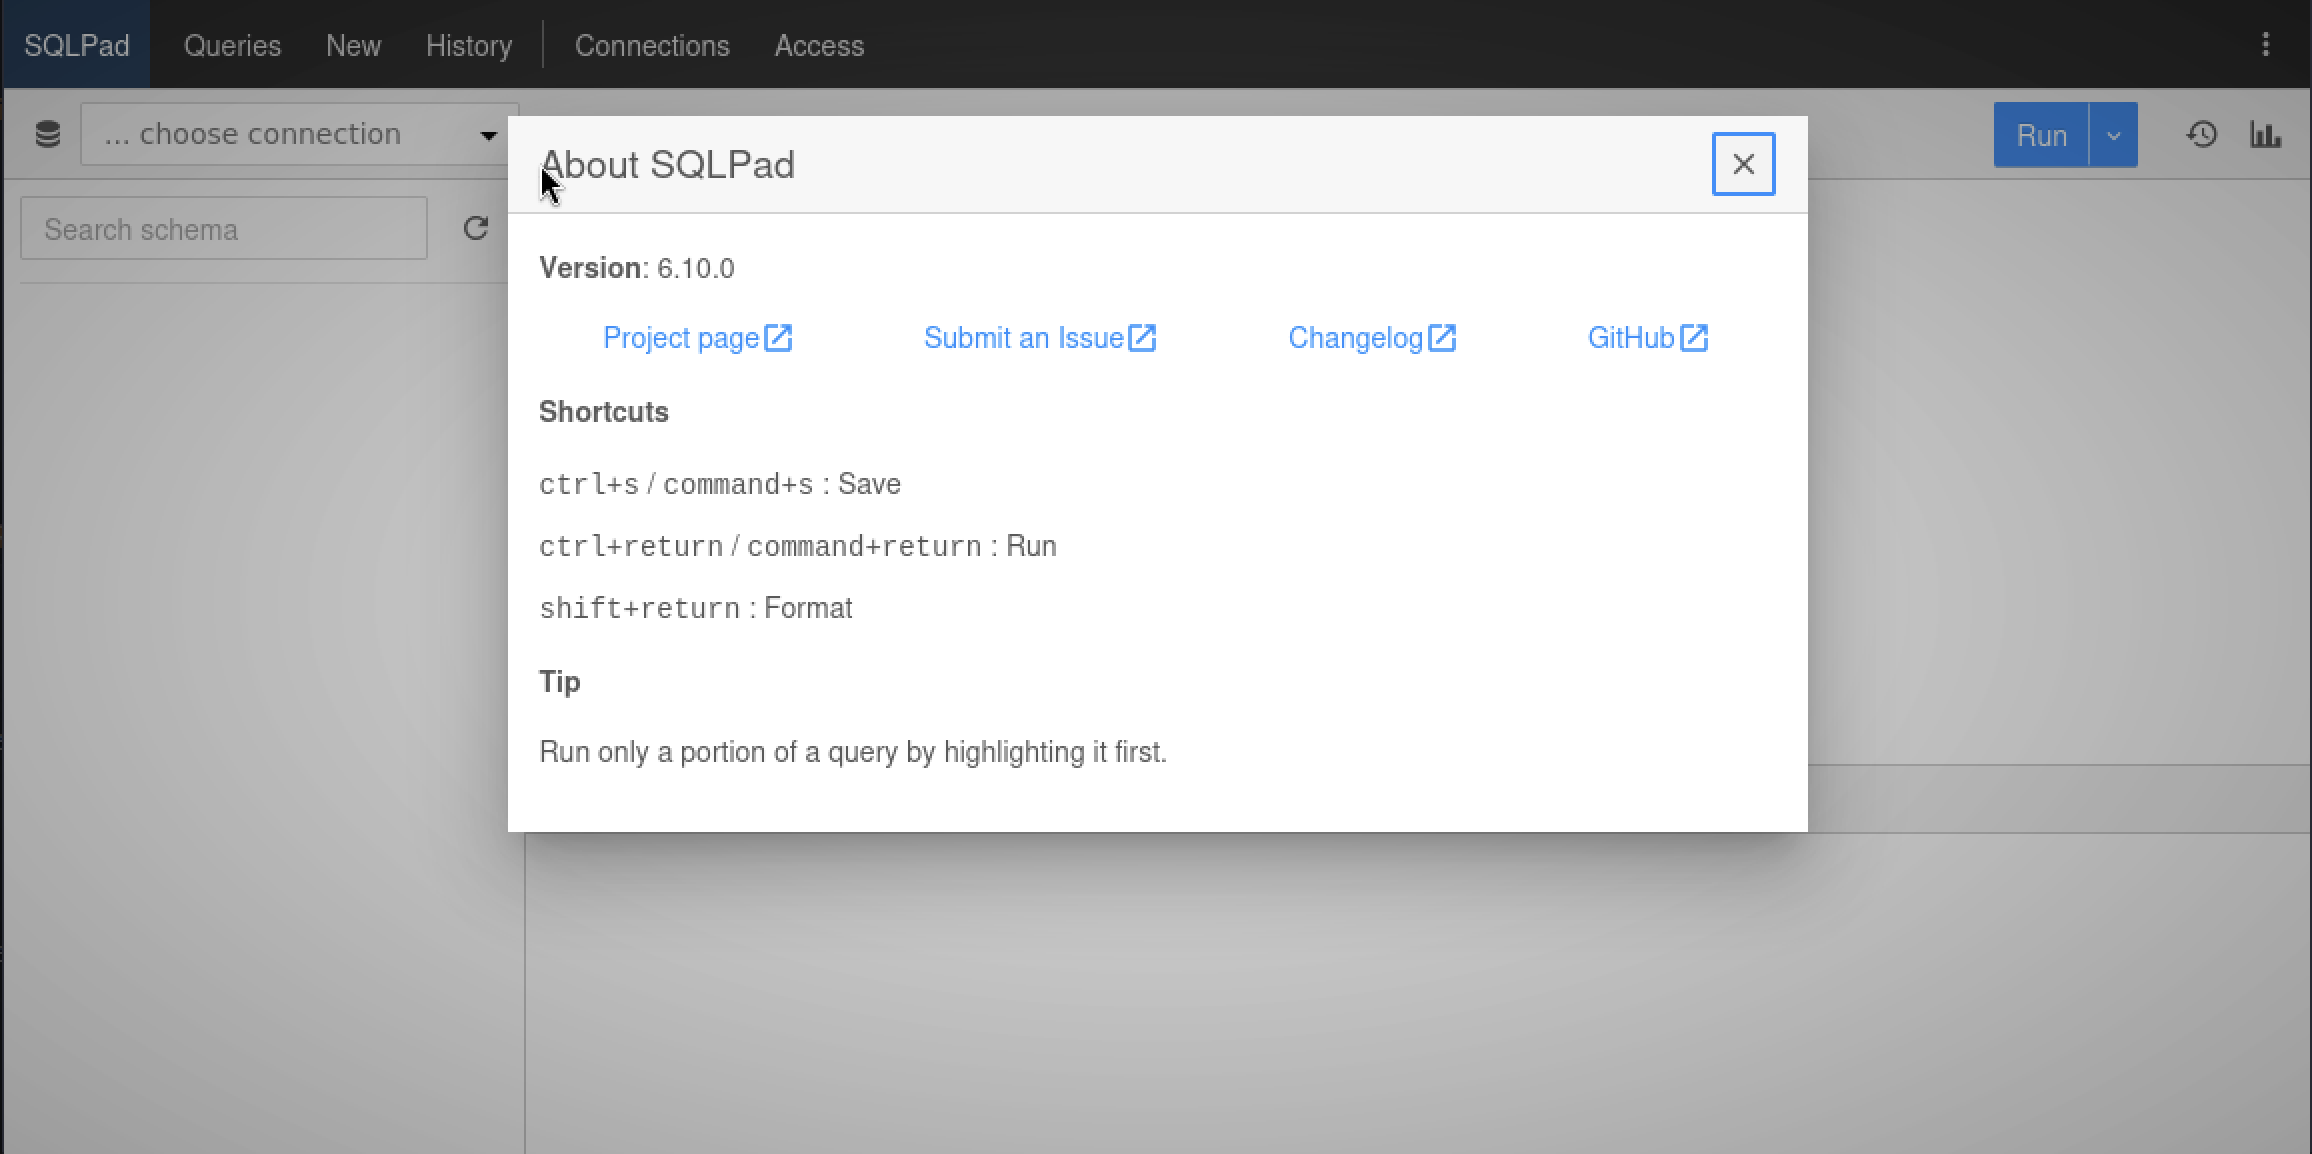 SQLPad Queries New History Connections Access
... choose connection
Run
Search schema
About SQLPad
Version: 6.10.0
Project page Submit an Issue Changelog GitHub
Shortcuts
ctrl+s / command+s : Save
ctrl+return / command+return : Run
shift+return : Format
Tip
Run only a portion of a query by highlighting it first.